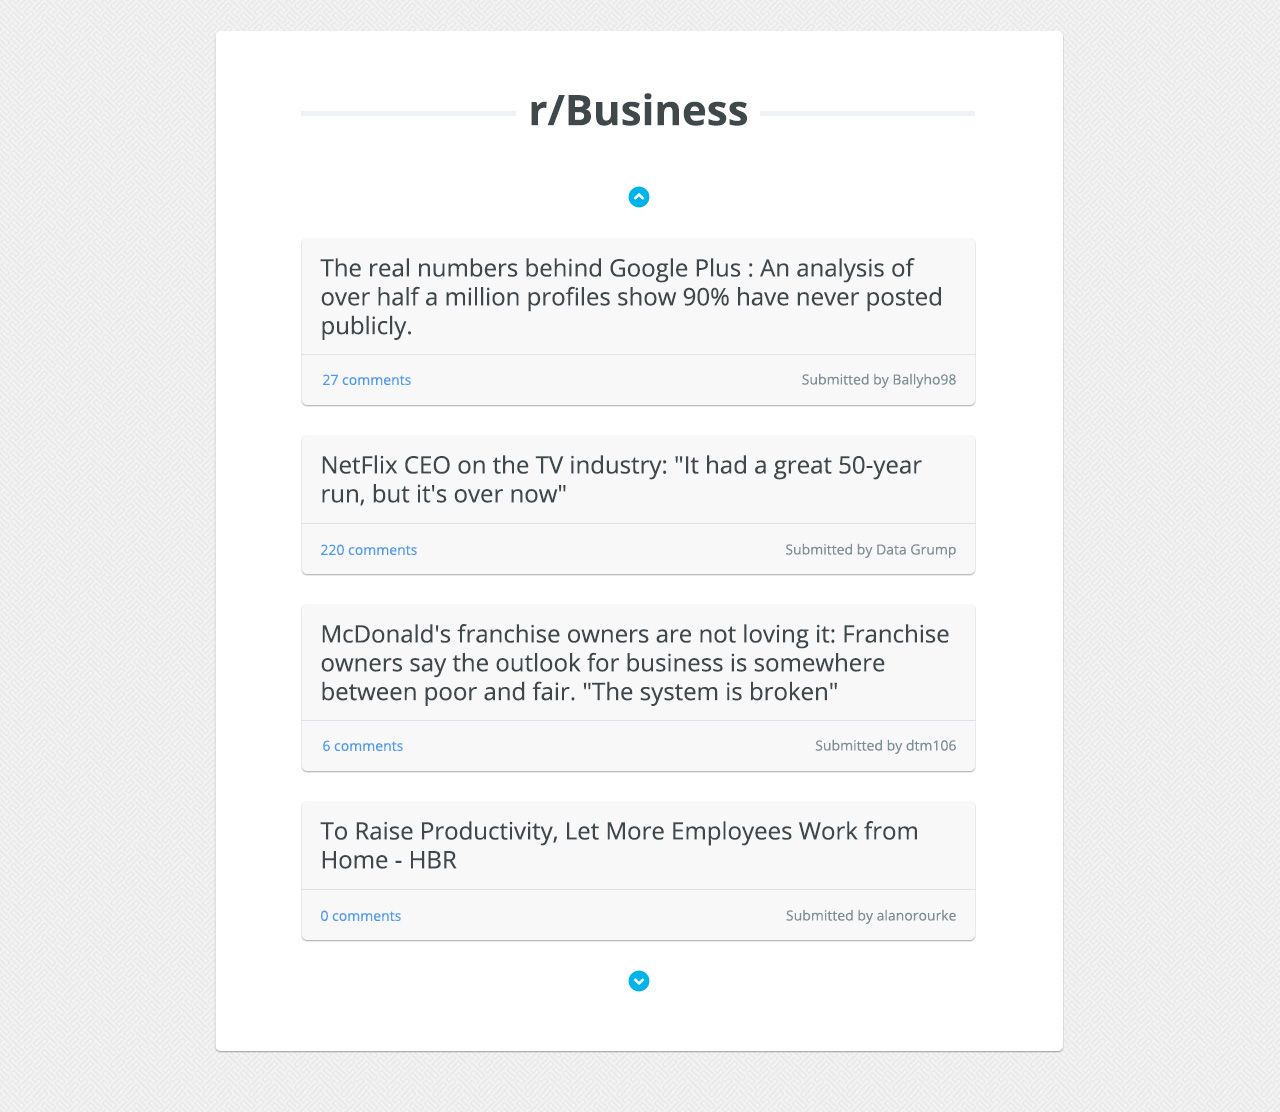 r/Business
The real numbers behind Google Plus : An analysis of
over half a million profiles show 90% have never posted
publicly.
27 comments
Submitted by Ballyho98
NetFlix CEO on the TV industry: "It had a great 50-year
run, but it's over now"
220 comments
Submitted by Data Grump
McDonald's franchise owners are not loving it: Franchise
owners say the outlook for business is somewhere
between poor and fair. "The system is broken"
6 comments
Submitted by dtm106
To Raise Productivity, Let More Employees Work from
Home - HBR
0 comments
Submitted by alanorourke